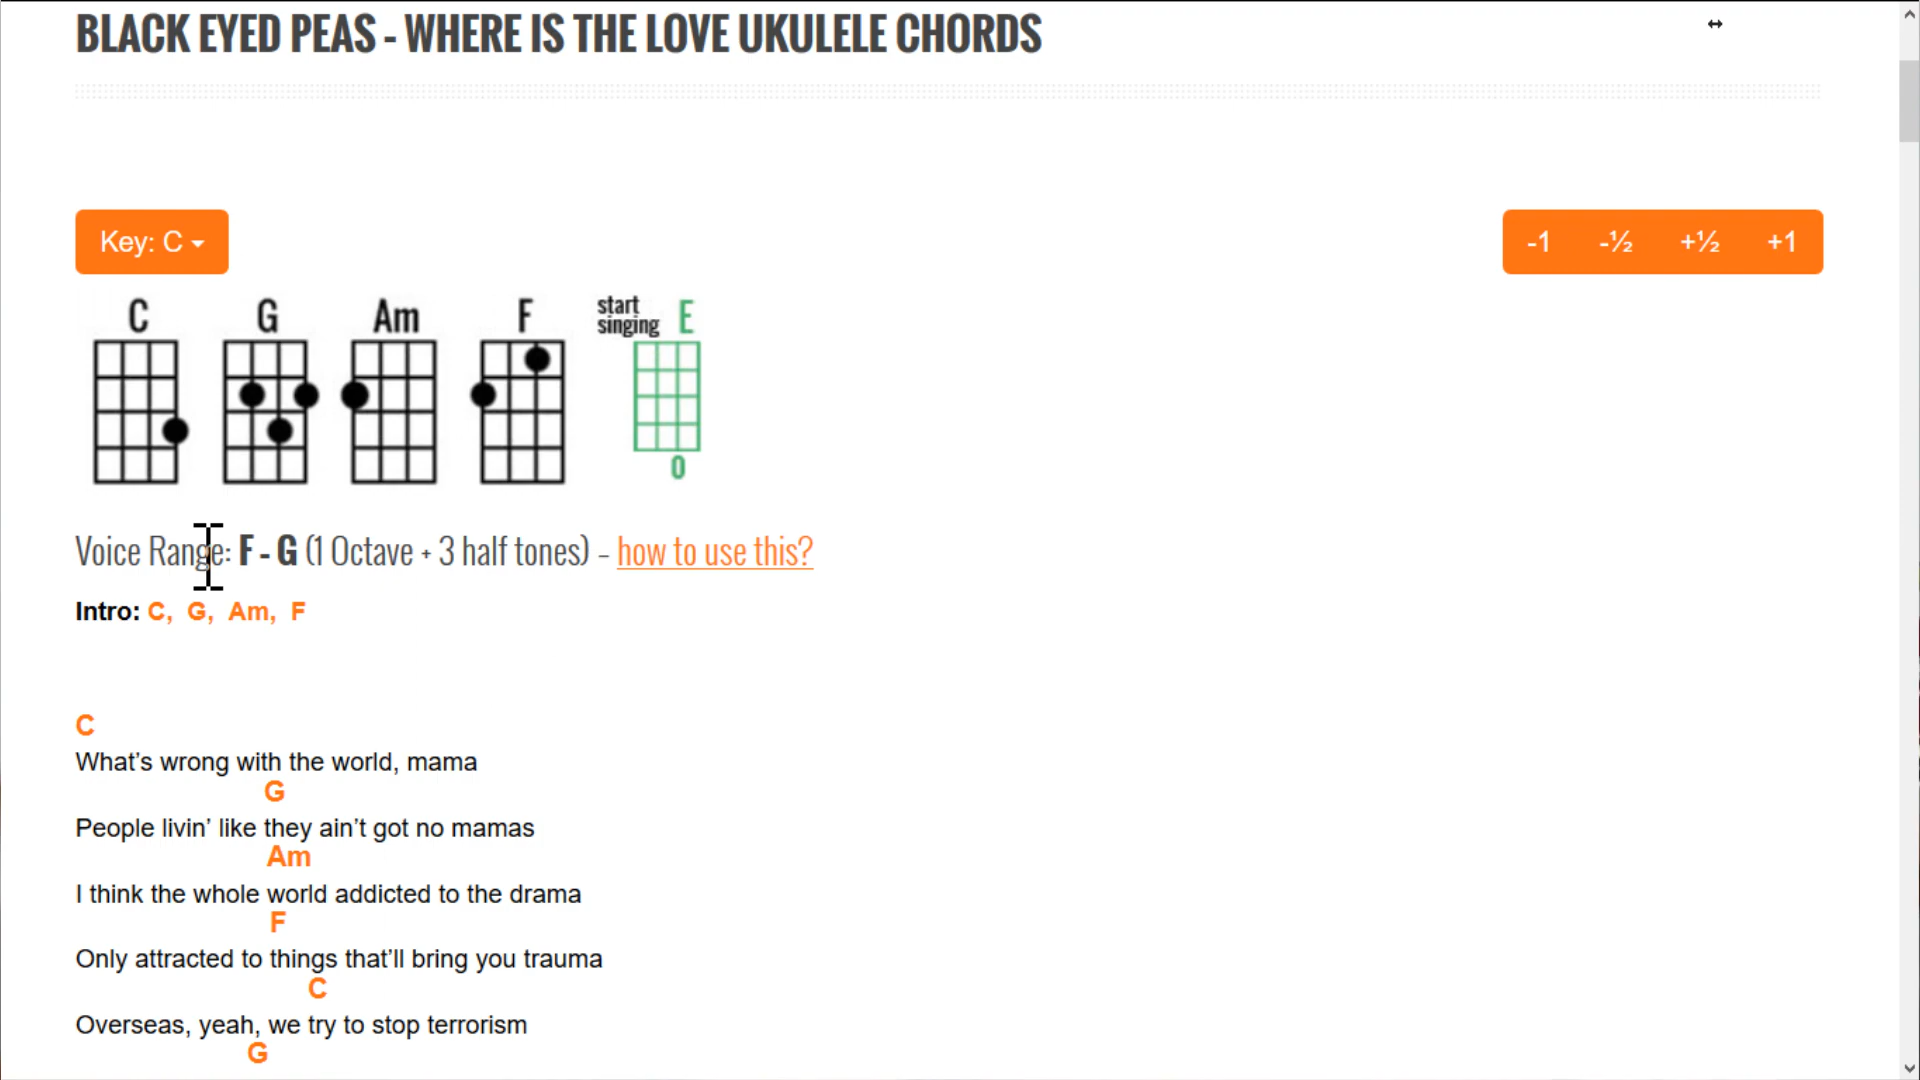 BLACK EYED PEAS - WHERE IS THE LOVE UKULELE CHORDS
Key: C
-1 -½ +½ +1
C G Am F start singing E
0
Voice Range: F - G (1 Octave + 3 half tones) – how to use this?
Intro: C, G, Am, F
C
What’s wrong with the world, mama
G
People livin’ like they ain’t got no mamas
Am
I think the whole world addicted to the drama
F
Only attracted to things that’ll bring you trauma
C
Overseas, yeah, we try to stop terrorism
G